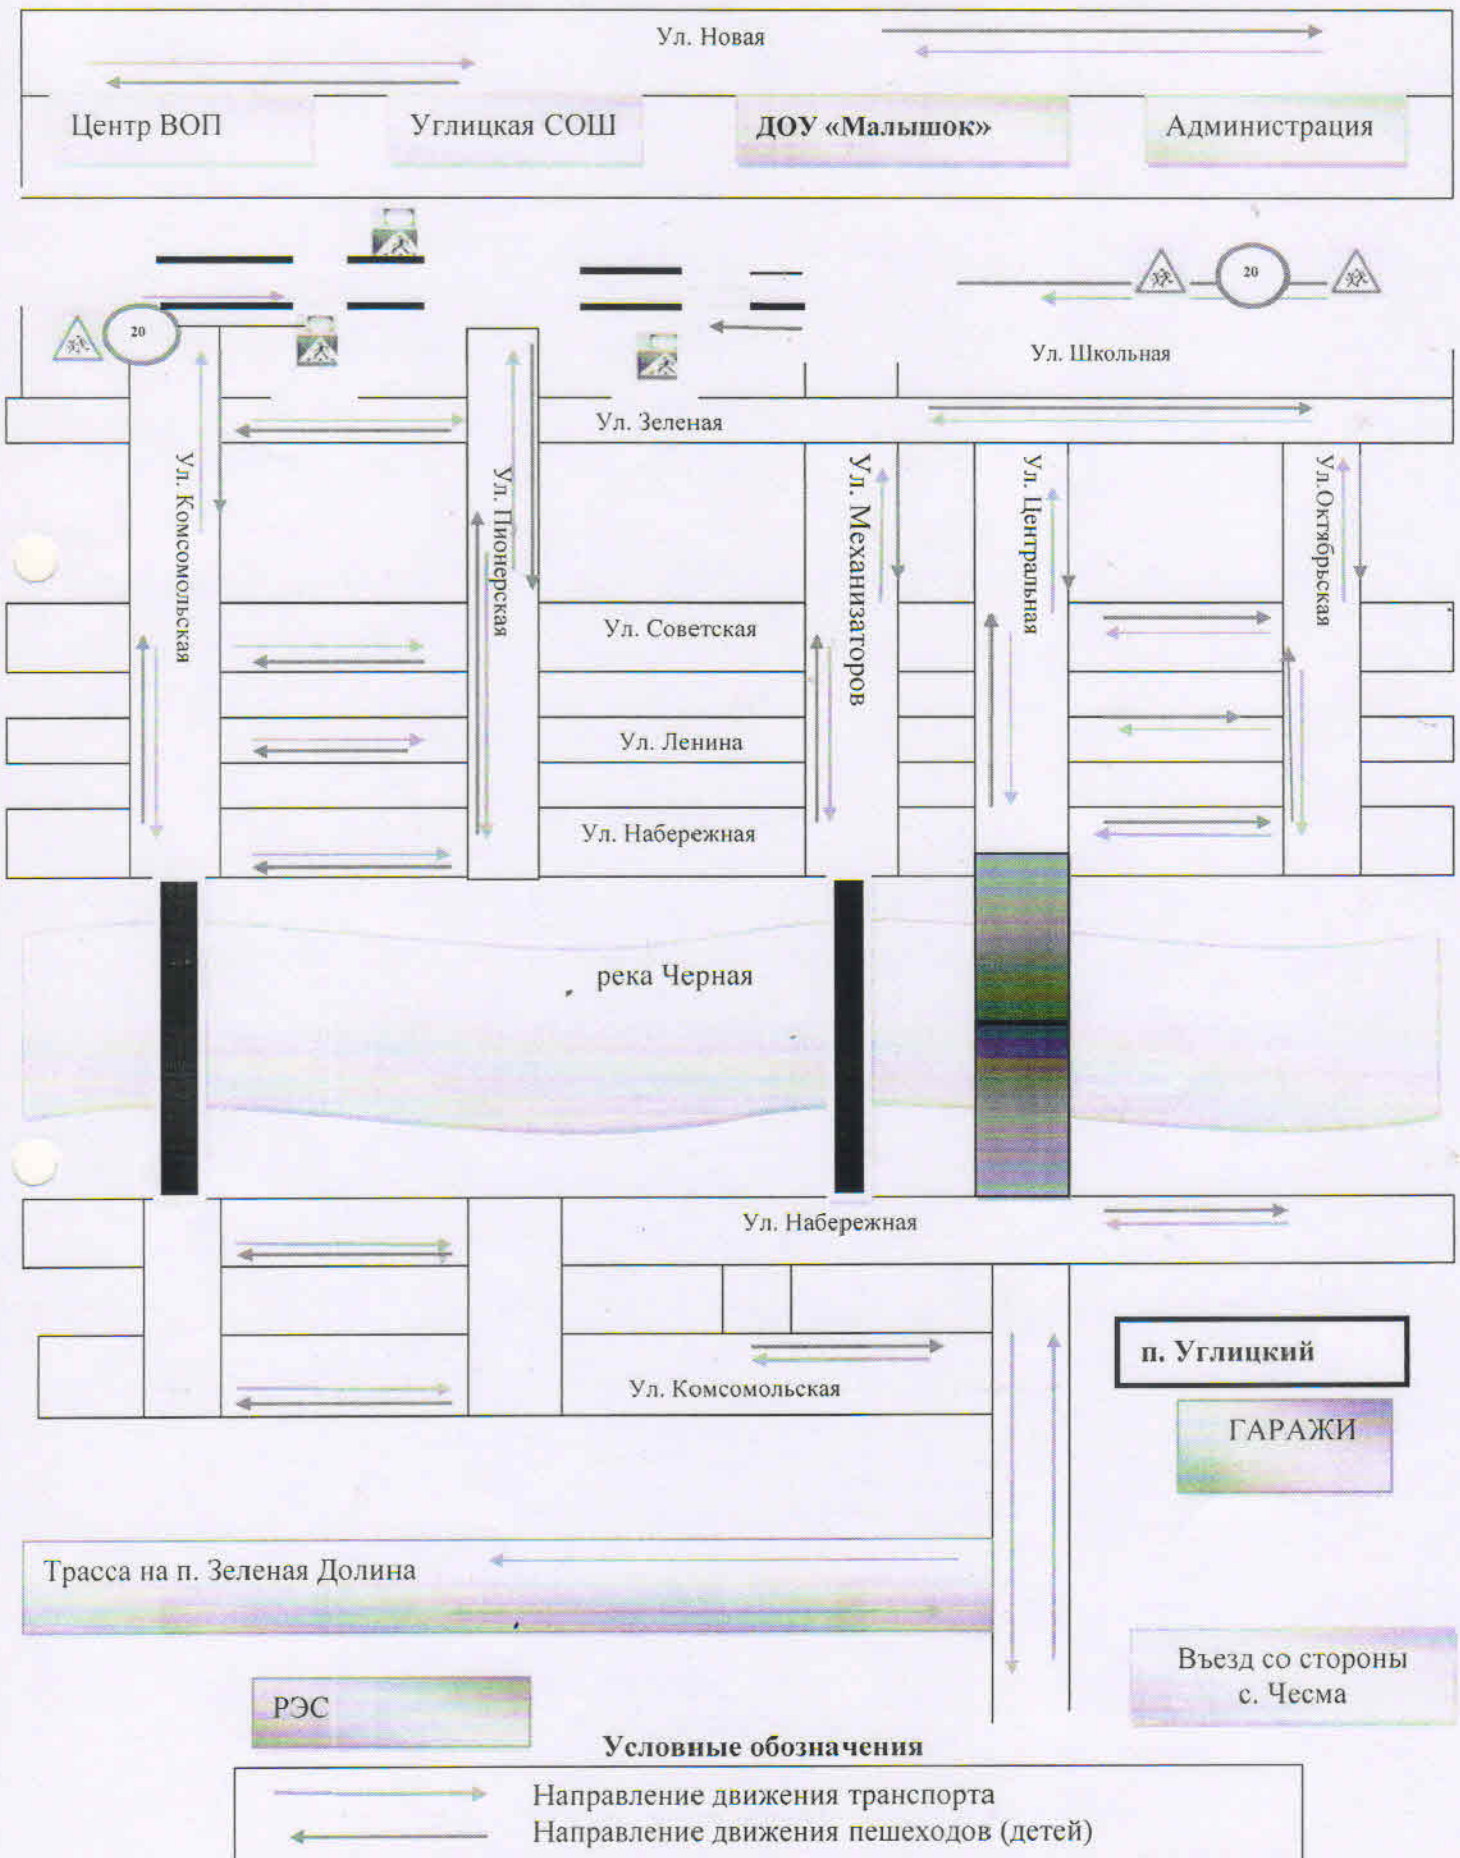 Ул. Новая
Центр ВОП
Углицкая СОШ
ДОУ «Малышок»
Администрация
20
20
Ул. Школьная
Ул. Зеленая
Ул. Комсомольская
Ул. Пионерская
Ул. Механизаторов
Ул. Центральная
Ул.Октябрьская
Ул. Советская
Ул. Ленина
Ул. Набережная
река Черная
Ул. Набережная
п. Углицкий
Ул. Комсомольская
ГАРАЖИ
Трасса на п. Зеленая Долина
Въезд со стороны
с. Чесма
РЭС
Условные обозначения
Направление движения транспорта
Направление движения пешеходов (детей)